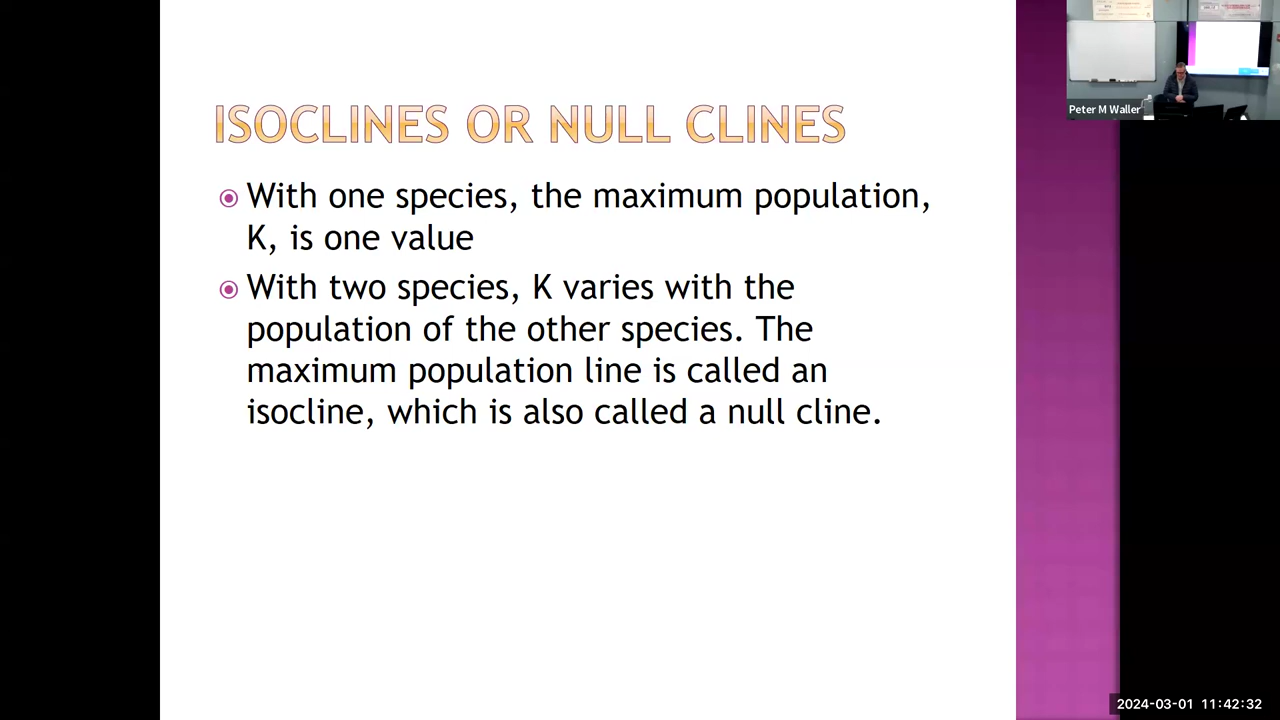 ISOCLINES OR NULL CLINES
With one species, the maximum population,
K, is one value
With two species, K varies with the
population of the other species. The
maximum population line is called an
isocline, which is also called a null cline.
Peter M Waller
2024-03-01 11:42:32